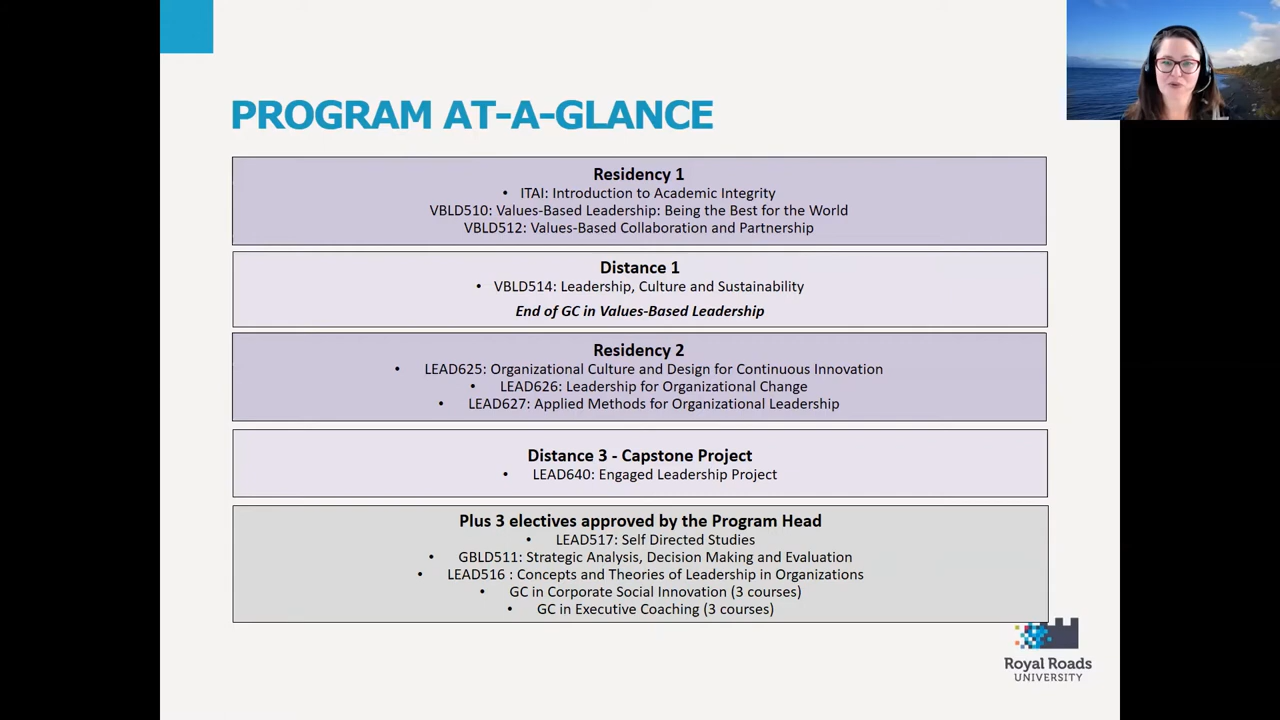 PROGRAM AT-A-GLANCE
Residency 1
• ITAI: Introduction to Academic Integrity
VBLD510: Values-Based Leadership: Being the Best for the World
VBLD512: Values-Based Collaboration and Partnership
Distance 1
• VBLD514: Leadership, Culture and Sustainability
End of GC in Values-Based Leadership
Residency 2
• LEAD625: Organizational Culture and Design for Continuous Innovation
• LEAD626: Leadership for Organizational Change
• LEAD627: Applied Methods for Organizational Leadership
Distance 3 - Capstone Project
• LEAD640: Engaged Leadership Project
Plus 3 electives approved by the Program Head
• LEAD517: Self Directed Studies
• GBLD511: Strategic Analysis, Decision Making and Evaluation
• LEAD516 : Concepts and Theories of Leadership in Organizations
• GC in Corporate Social Innovation (3 courses)
• GC in Executive Coaching (3 courses)
Royal Roads
UNIVERSITY